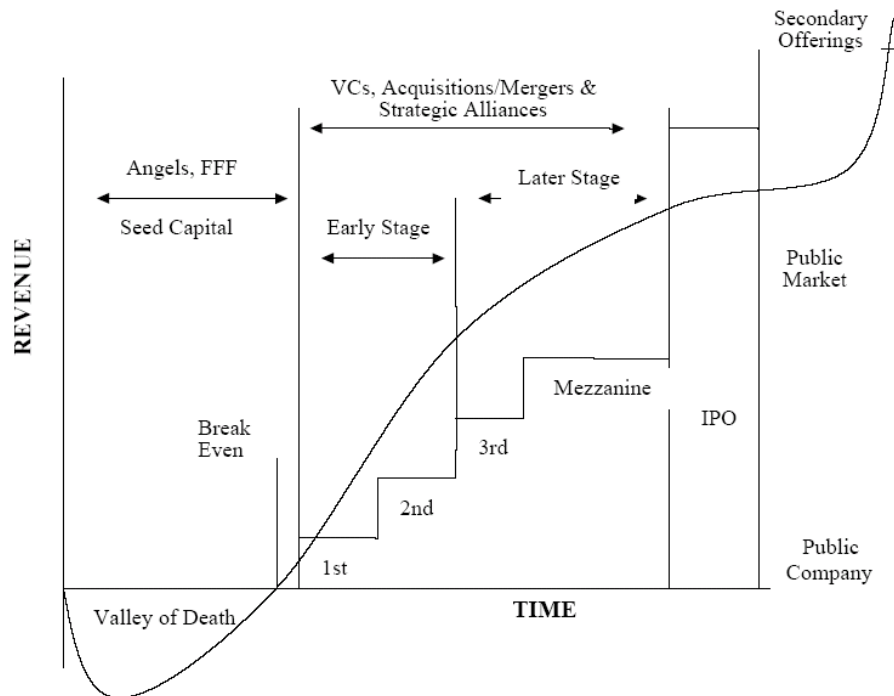 Secondary
Offerings
VCs, Acquisitions/Mergers &
Strategic Alliances
Angels, FFF
Seed Capital
Later Stage
Early Stage
REVENUE
Public
Market
Mezzanine
IPO
Break
Even
3rd
2nd
1st
Public
Company
Valley of Death
TIME